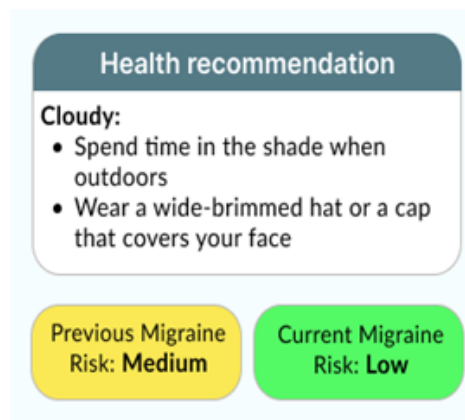 Health recommendation
Cloudy:
• Spend time in the shade when
outdoors
• Wear a wide-brimmed hat or a cap
that covers your face
Previous Migraine
Risk: Medium
Current Migraine
Risk: Low